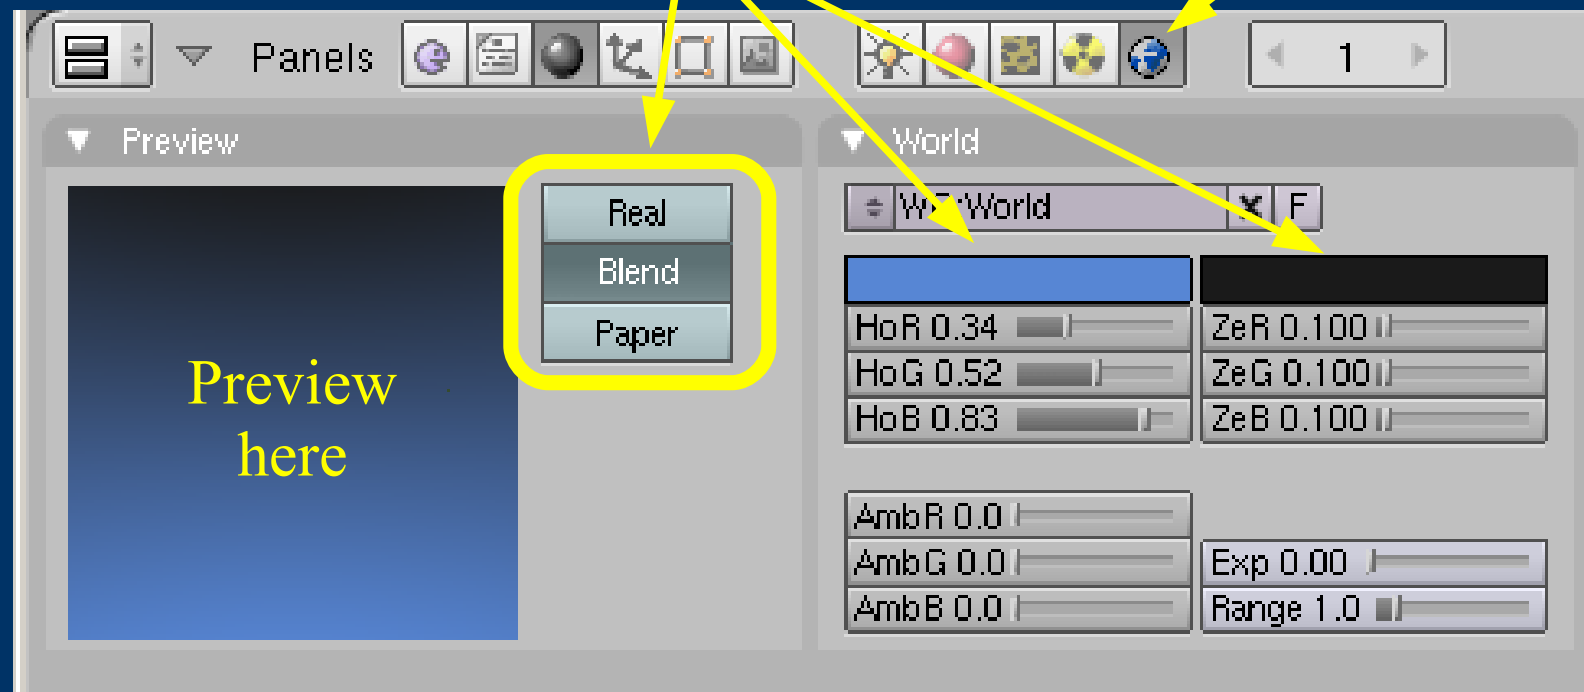 Panels
1
Preview
World
Real
Blend
Paper
World
F
HoR 0.34
ZeR 0.100
HoG 0.52
ZeG 0.100
HoB 0.83
ZeB 0.100
Preview
here
AmbR 0.0
AmbG 0.0
Exp 0.00
AmbB 0.0
Range 1.0